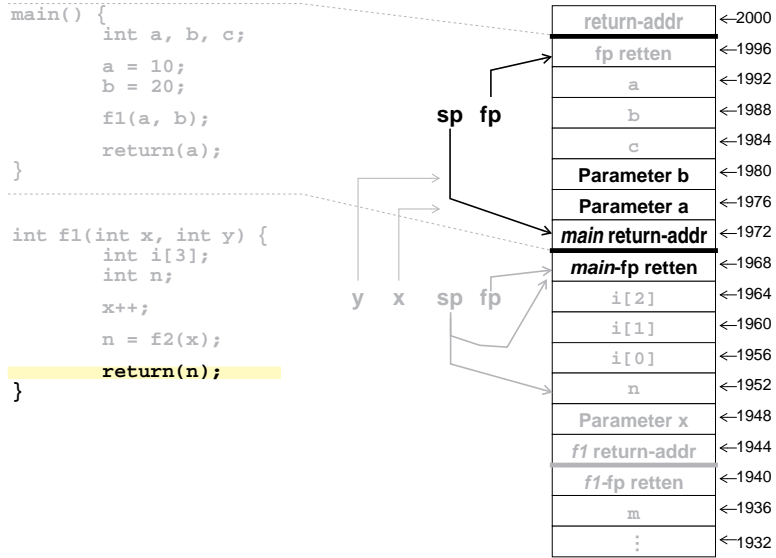 main() {
int a, b, c;
a = 10;
b = 20;
f1(a, b);
return(a);
}
int f1(int x, int y) {
int i[3];
int n;
x++;
n = f2(x);
return(n);
}
sp fp
y x sp fp
return-addr 2000
fp retten 1996
a 1992
b 1988
c 1984
Parameter b 1980
Parameter a 1976
main return-addr 1972
main-fp retten 1968
i[2] 1964
i[1] 1960
i[0] 1956
n 1952
Parameter x 1948
f1 return-addr 1944
f1-fp retten 1940
m 1936
⋮ 1932